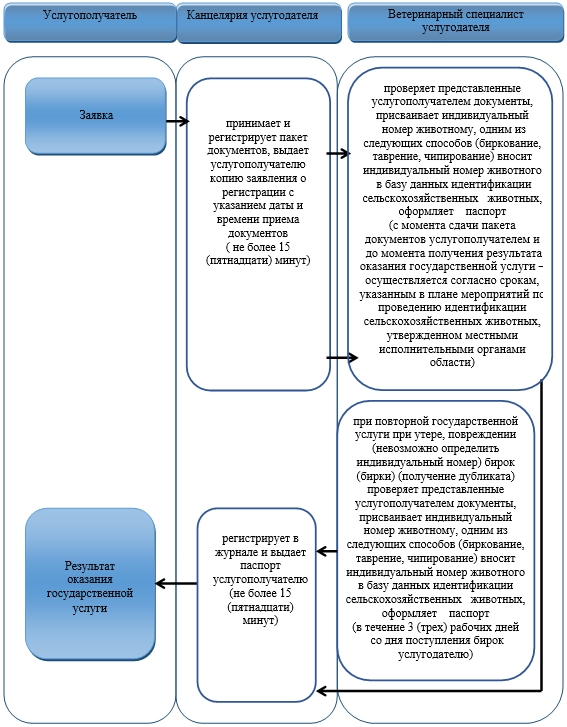 Услугополучатель
Канцелярия услугодателя
Ветеринарный специалист
услугодателя
Заявка
принимает и
регистрирует пакет
документов, выдает
услугополучателю
копию заявления о
регистрации с
указанием даты и
времени приема
документов
( не более 15
(пятнадцати) минут)
проверяет представленные
услугополучателем документы,
присваивает индивидуальный
номер животному, одним из
следующих способов (биркование,
таврение, чипирование) вносит
индивидуальный номер животного
в базу данных идентификации
сельскохозяйственных животных,
оформляет паспорт
(с момента сдачи пакета
документов услугополучателем и
до момента получения результата
оказания государственной услуги –
осуществляется согласно срокам,
указанным в плане мероприятий по
проведению идентификации
сельскохозяйственных животных,
утвержденном местными
исполнительными органами
области)
при повторной государственной
услуги при утере, повреждении
(невозможно определить
индивидуальный номер) бирок
(бирки) (получение дубликата)
проверяет представленные
услугополучателем документы,
присваивает индивидуальный
номер животному, одним из
следующих способов (биркование,
таврение, чипирование) вносит
индивидуальный номер животного
в базу данных идентификации
сельскохозяйственных животных,
оформляет паспорт
(в течение 3 (трех) рабочих дней
со дня поступления бирок
услугодателю)
регистрирует в
журнале и выдает
паспорт
услугополучателю
(не более 15
(пятнадцати)
минут)
Результат
оказания
государственной
услуги